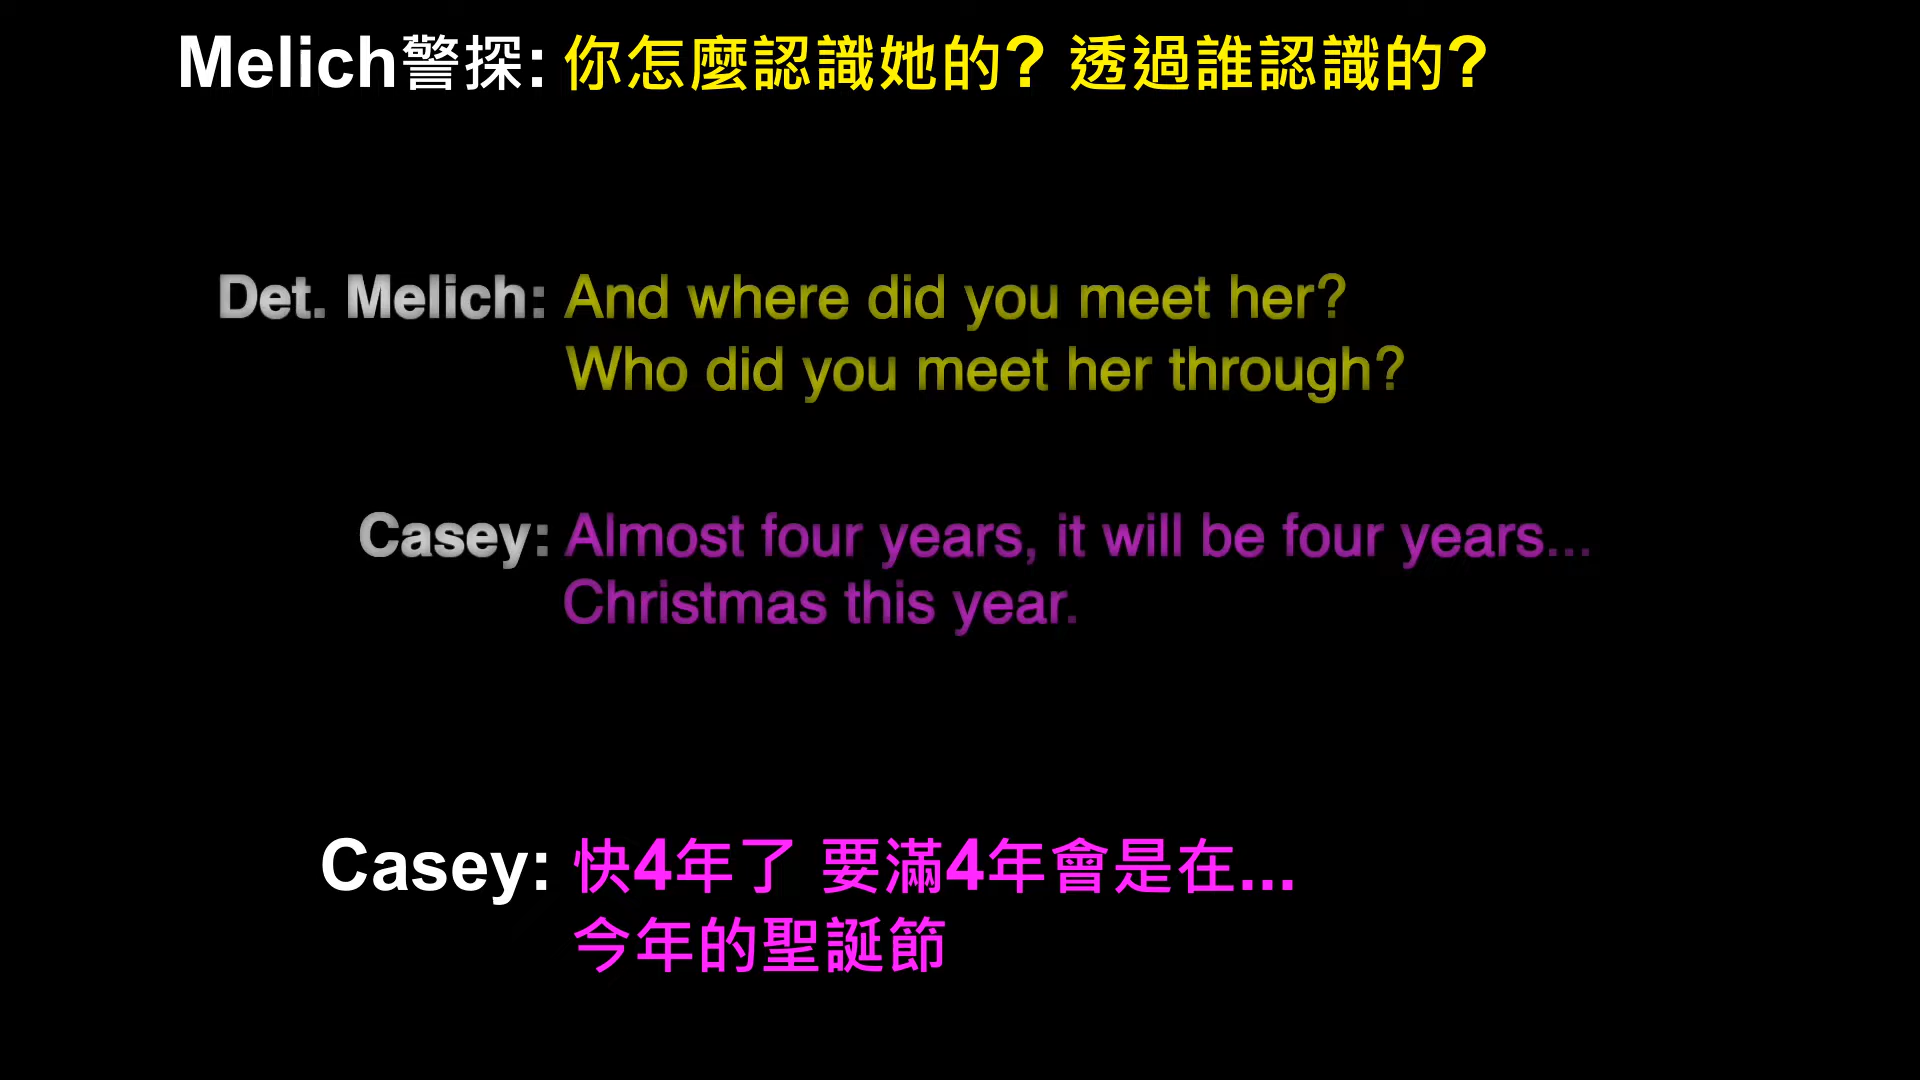 Melich警探: 你怎麼認識她的? 透過誰認識的?
Det. Melich: And where did you meet her?
Who did you meet her through?
Casey: Almost four years, it will be four years...
Christmas this year.
Casey: 快4年了 要滿4年會是在...
今年的聖誕節